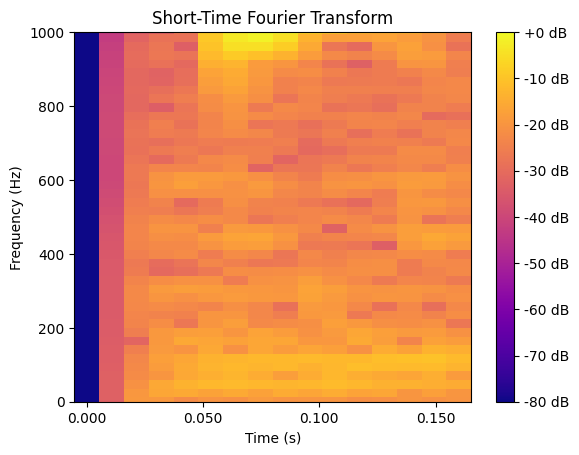 Short-Time Fourier Transform
1000
800
600
400
200
0
Frequency (Hz)
0.000
0.050
0.100
0.150
Time (s)
+0 dB
-10 dB
-20 dB
-30 dB
-40 dB
-50 dB
-60 dB
-70 dB
-80 dB